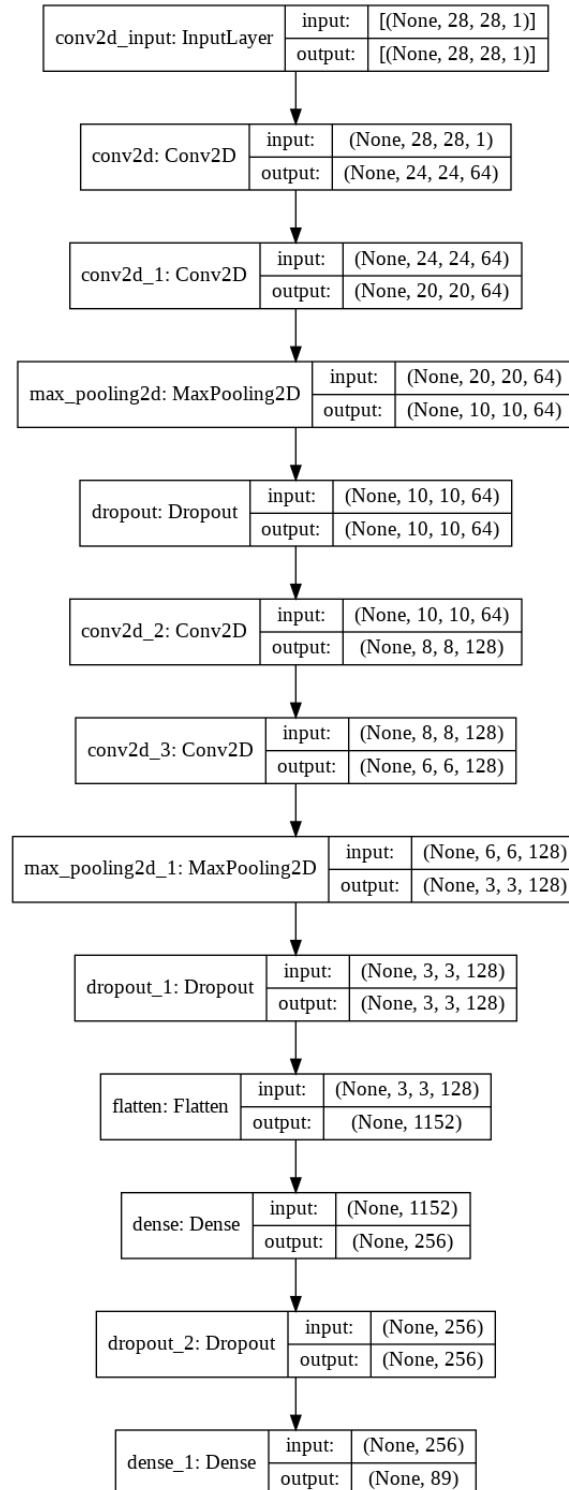 conv2d_input: InputLayer
input: [(None, 28, 28, 1)]
output: [(None, 28, 28, 1)]
conv2d: Conv2D
input: (None, 28, 28, 1)
output: (None, 24, 24, 64)
conv2d_1: Conv2D
input: (None, 24, 24, 64)
output: (None, 20, 20, 64)
max_pooling2d: MaxPooling2D
input: (None, 20, 20, 64)
output: (None, 10, 10, 64)
dropout: Dropout
input: (None, 10, 10, 64)
output: (None, 10, 10, 64)
conv2d_2: Conv2D
input: (None, 10, 10, 64)
output: (None, 8, 8, 128)
conv2d_3: Conv2D
input: (None, 8, 8, 128)
output: (None, 6, 6, 128)
max_pooling2d_1: MaxPooling2D
input: (None, 6, 6, 128)
output: (None, 3, 3, 128)
dropout_1: Dropout
input: (None, 3, 3, 128)
output: (None, 3, 3, 128)
flatten: Flatten
input: (None, 3, 3, 128)
output: (None, 1152)
dense: Dense
input: (None, 1152)
output: (None, 256)
dropout_2: Dropout
input: (None, 256)
output: (None, 256)
dense_1: Dense
input: (None, 256)
output: (None, 89)